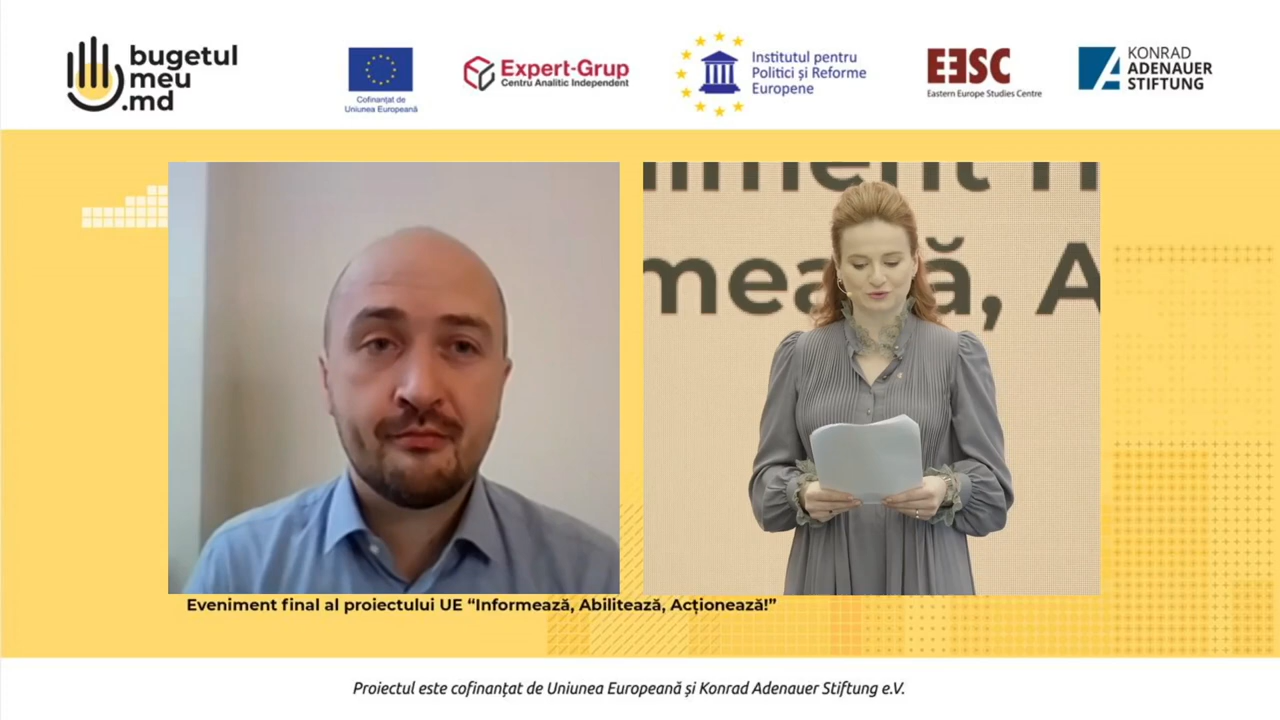 bugetul
meu
.md
Cofinanțat de
Uniunea Europeană
Expert-Grup
Centru Analitic Independent
Institutul pentru
Politici și Reforme
Europene
EESC
Eastern Europe Studies Centre
KONRAD
ADENAUER
STIFTUNG
Eveniment final al proiectului UE “Informează, Abilitează, Acționează!”
Proiectul este cofinanțat de Uniunea Europeană și Konrad Adenauer Stiftung e.V.